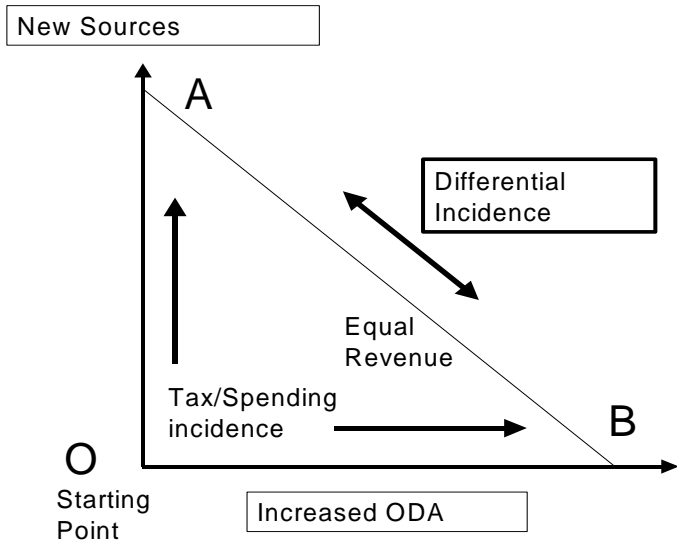 New Sources
A
Differential
Incidence
Equal
Revenue
Tax/Spending
incidence
B
O
Starting
Point
Increased ODA